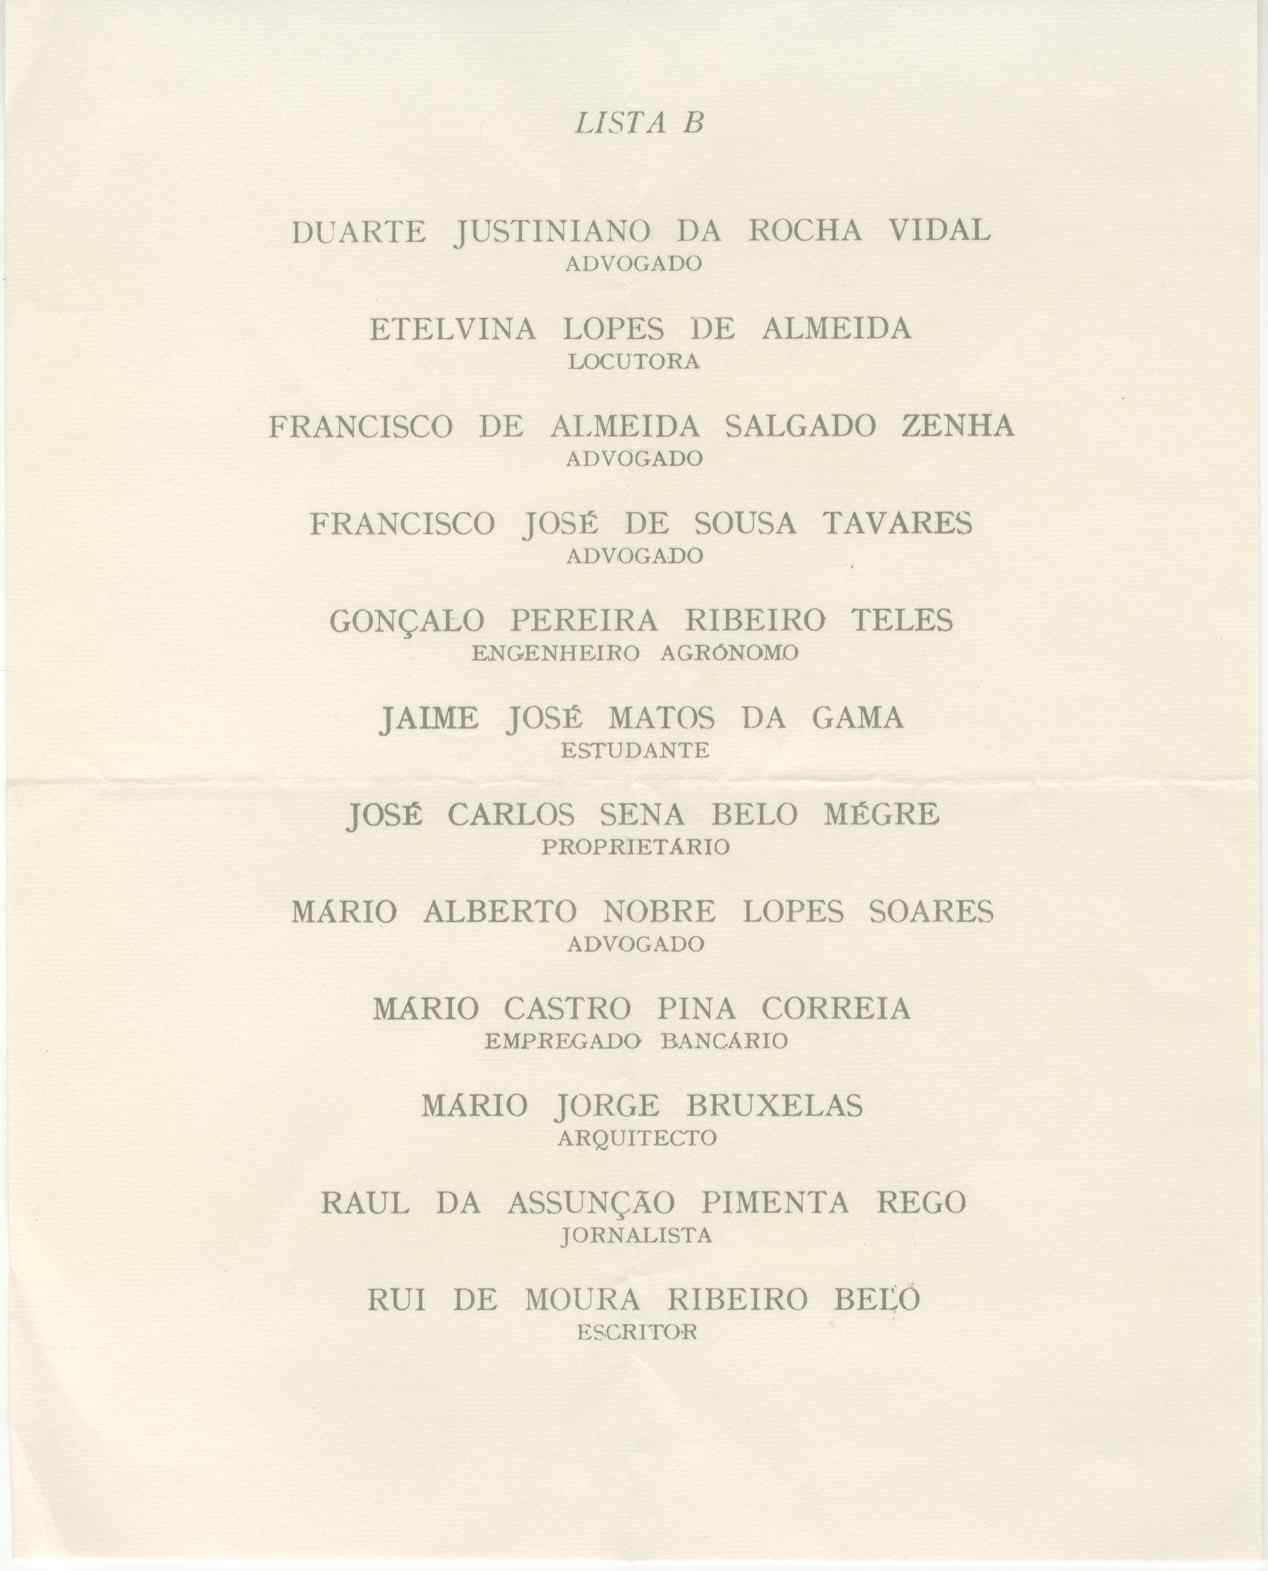 LISTA B
DUARTE JUSTINIANO DA ROCHA VIDAL
ADVOGADO
ETELVINA LOPES DE ALMEIDA
LOCUTORA
FRANCISCO DE ALMEIDA SALGADO ZENHA
ADVOGADO
FRANCISCO JOSÉ DE SOUSA TAVARES
ADVOGADO
GONÇALO PEREIRA RIBEIRO TELES
ENGENHEIRO AGRÓNOMO
JAIME JOSÉ MATOS DA GAMA
ESTUDANTE
JOSÉ CARLOS SENA BELO MÉGRE
PROPRIETÁRIO
MÁRIO ALBERTO NOBRE LOPES SOARES
ADVOGADO
MÁRIO CASTRO PINA CORREIA
EMPREGADO BANCÁRIO
MÁRIO JORGE BRUXELAS
ARQUITECTO
RAUL DA ASSUNÇÃO PIMENTA REGO
JORNALISTA
RUI DE MOURA RIBEIRO BELO
ESCRITOR